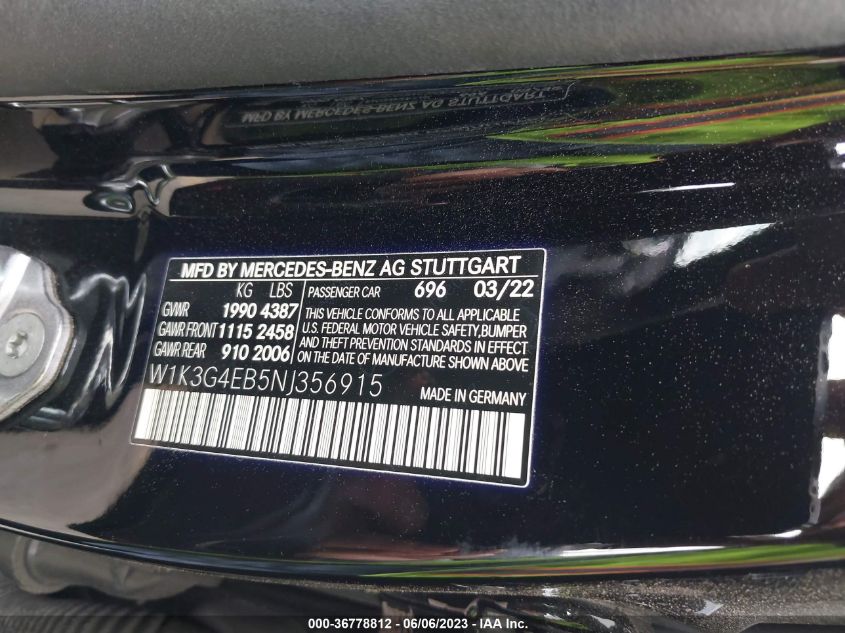 MFD BY MERCEDES-BENZ AG STUTTGART
KG LBS
GVWR 1990 4387
GAWR FRONT 1115 2458
GAWR REAR 910 2006
PASSENGER CAR 696 03/22
THIS VEHICLE CONFORMS TO ALL APPLICABLE
U.S. FEDERAL MOTOR VEHICLE SAFETY,BUMPER
AND THEFT PREVENTION STANDARDS IN EFFECT
ON THE DATE OF MANUFACTURE SHOWN ABOVE
W1K3G4EB5NJ356915
MADE IN GERMANY
000-36778812 - 06/06/2023 - ©IAA Inc.